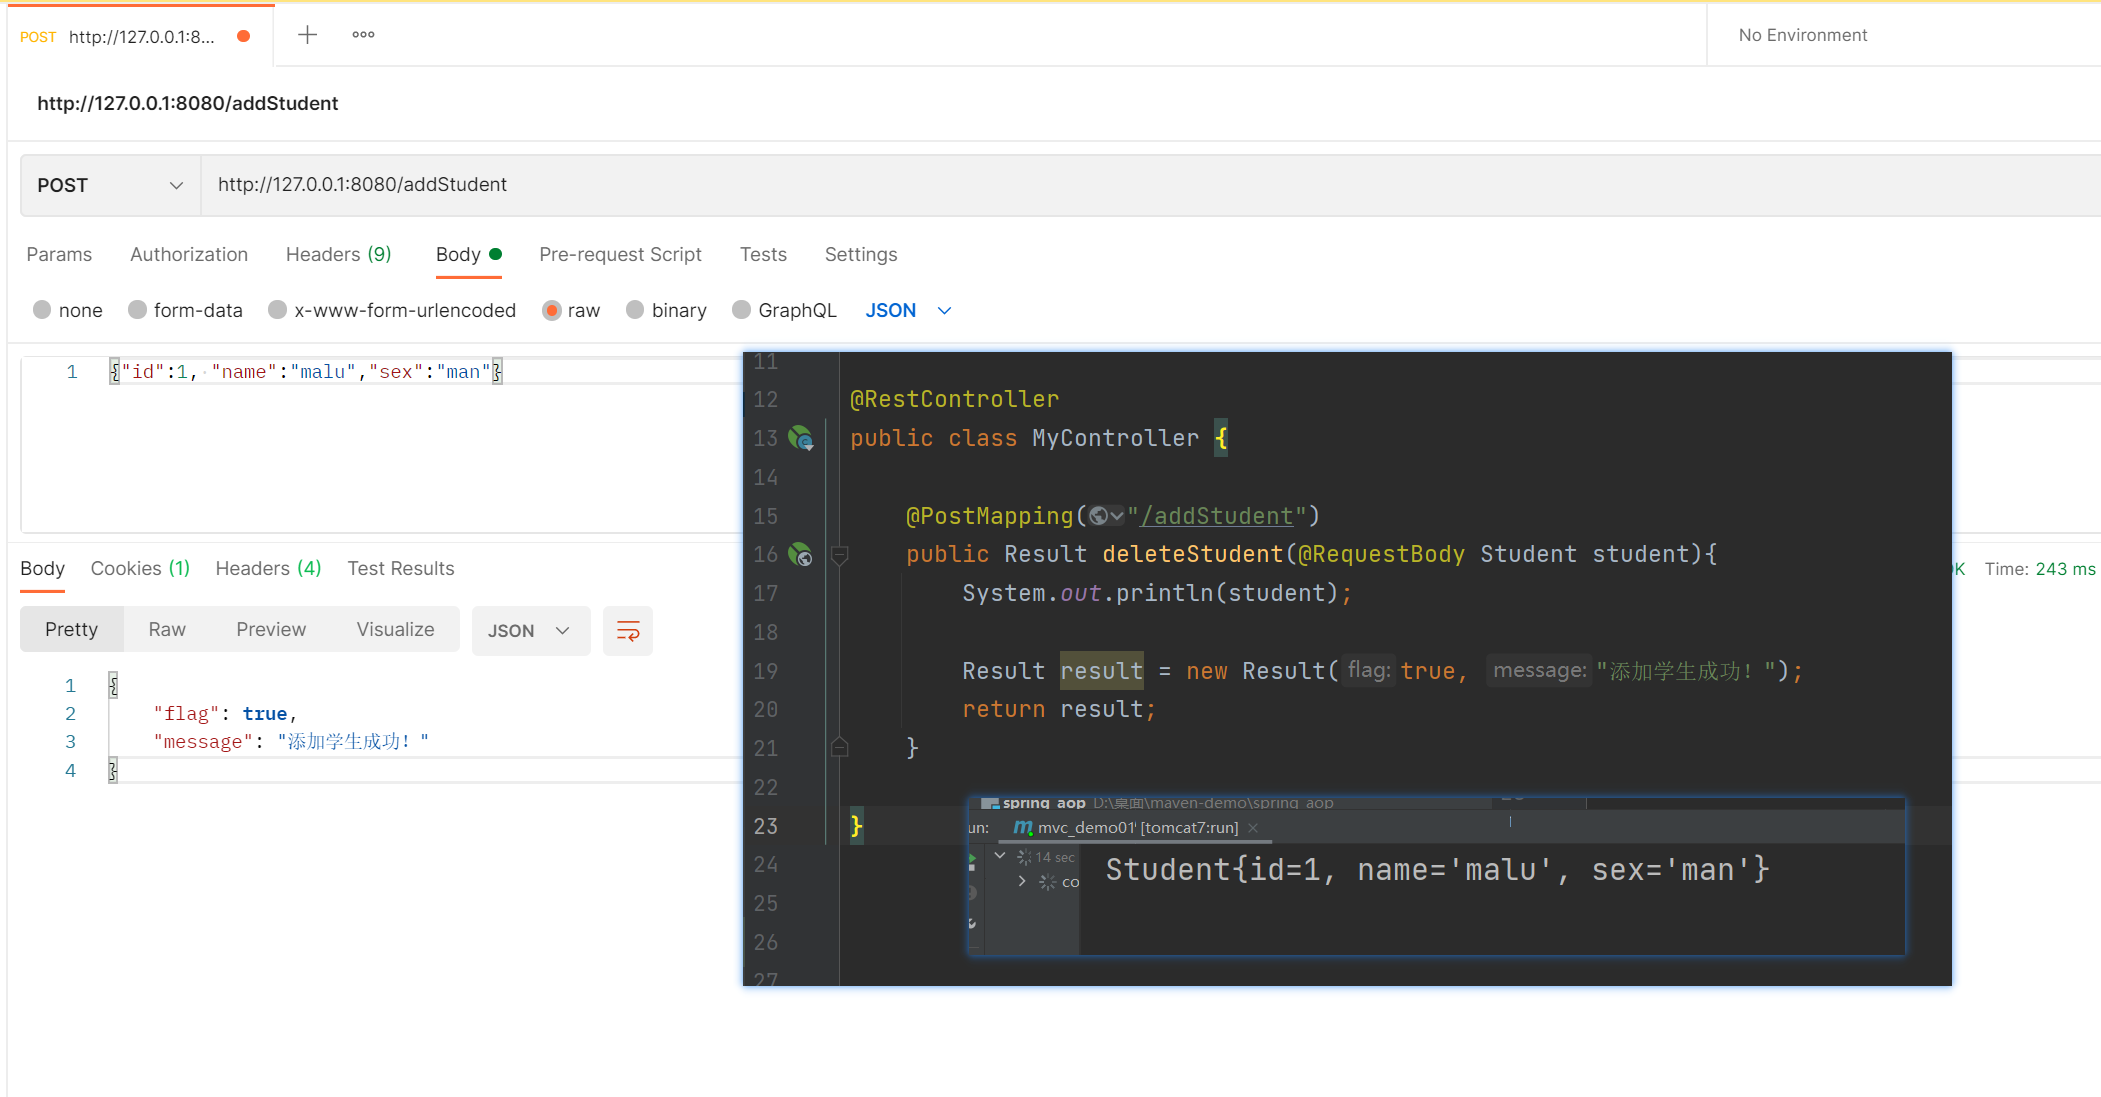 POST http://127.0.0.1:8... No Environment
http://127.0.0.1:8080/addStudent
POST http://127.0.0.1:8080/addStudent
Params Authorization Headers (9) Body Pre-request Script Tests Settings
none form-data x-www-form-urlencoded raw binary GraphQL JSON
1 {"id":1, "name":"malu","sex":"man"}
Body Cookies (1) Headers (4) Test Results
Time: 243 ms
Pretty Raw Preview Visualize JSON
1 {
2 "flag": true,
3 "message": "添加学生成功！"
4 }
11
12 @RestController
13 public class MyController {
14
15 @PostMapping("/addStudent")
16 public Result deleteStudent(@RequestBody Student student){
17 System.out.println(student);
18
19 Result result = new Result( flag: true, message: "添加学生成功！");
20 return result;
21 }
22
23 }
24
25
26
27
spring_aop D:\桌面\maven-demo\spring_aop
un: mvc_demo01 [tomcat7:run]
14 sec
co
Student{id=1, name='malu', sex='man'}